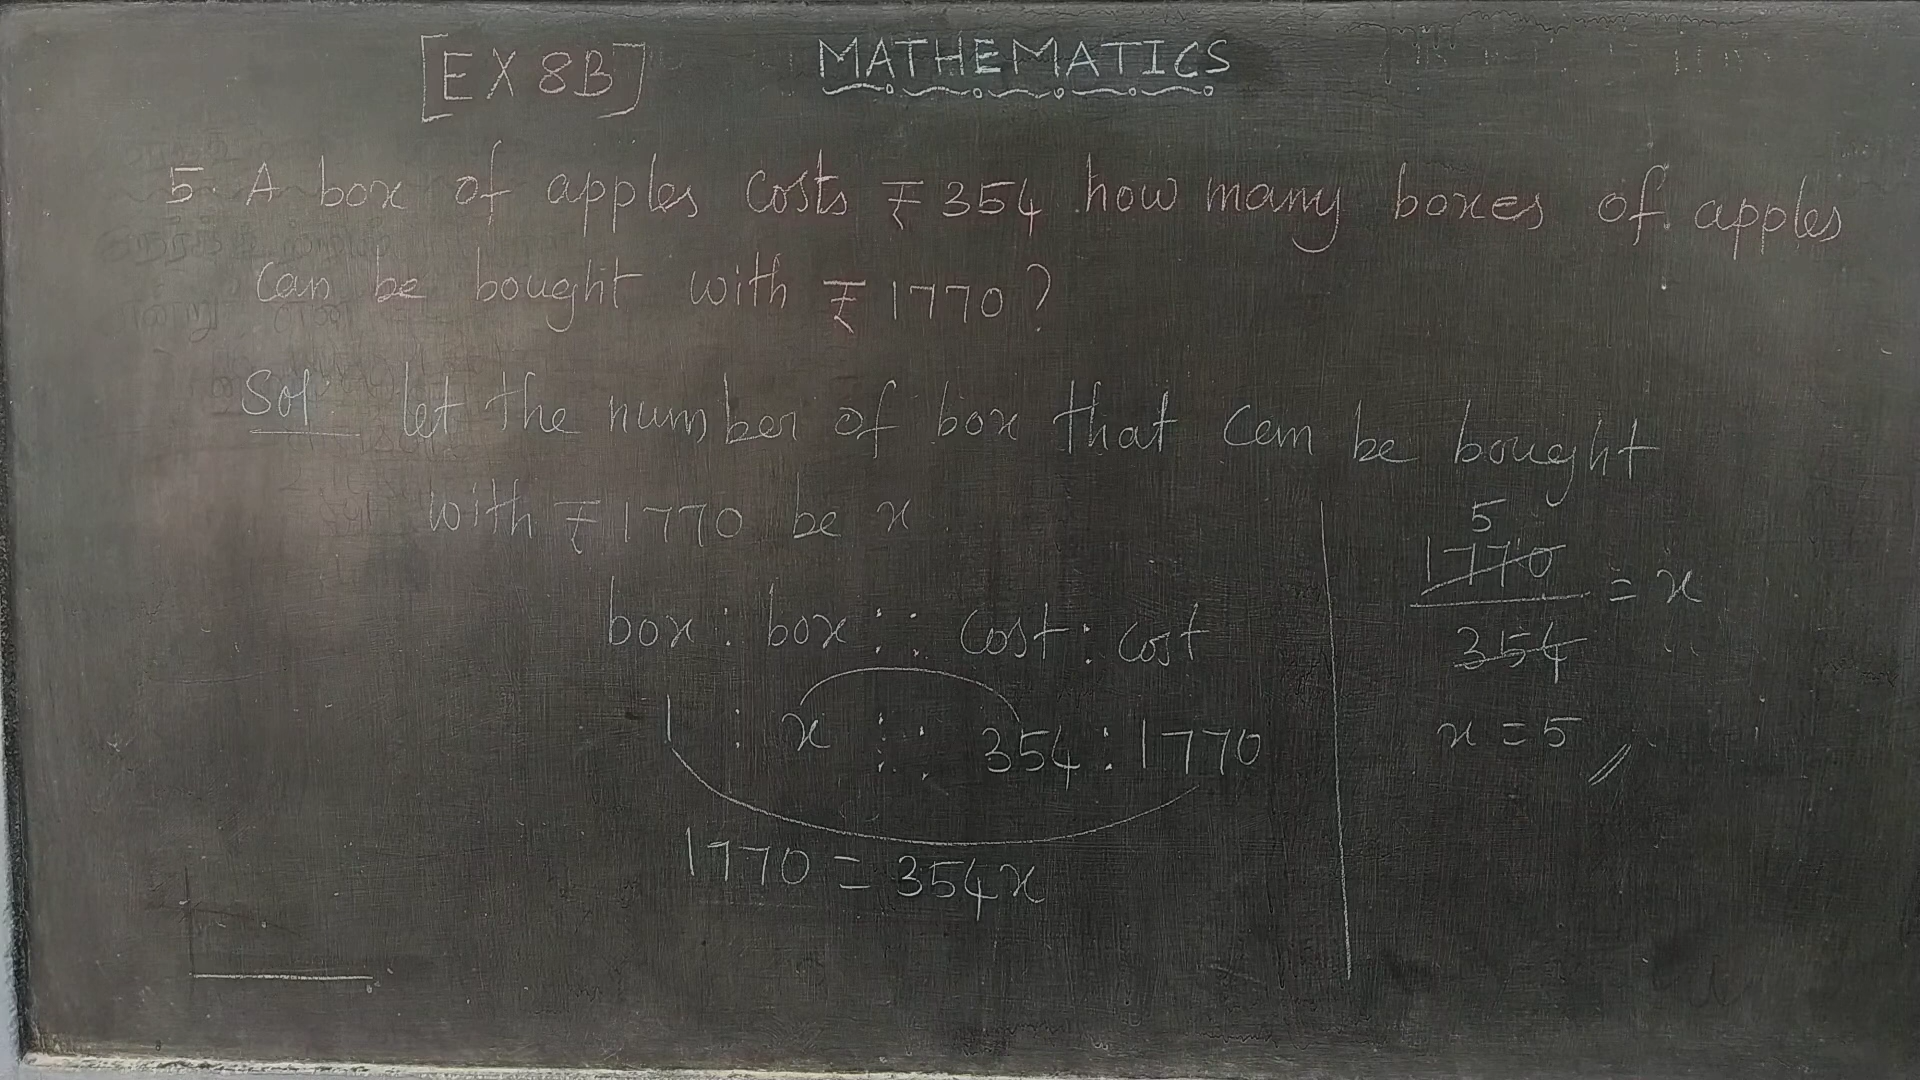 [EX 8B]
MATHEMATICS
5. A box of apples costs ₹ 354 how many boxes of apples
can be bought with ₹ 1770?
Sol: let the number of box that can be bought
with ₹ 1770 be x
box : box :: cost : cost
1 : x :: 354 : 1770
1770 = 354x
5
1770
354
= x
x = 5